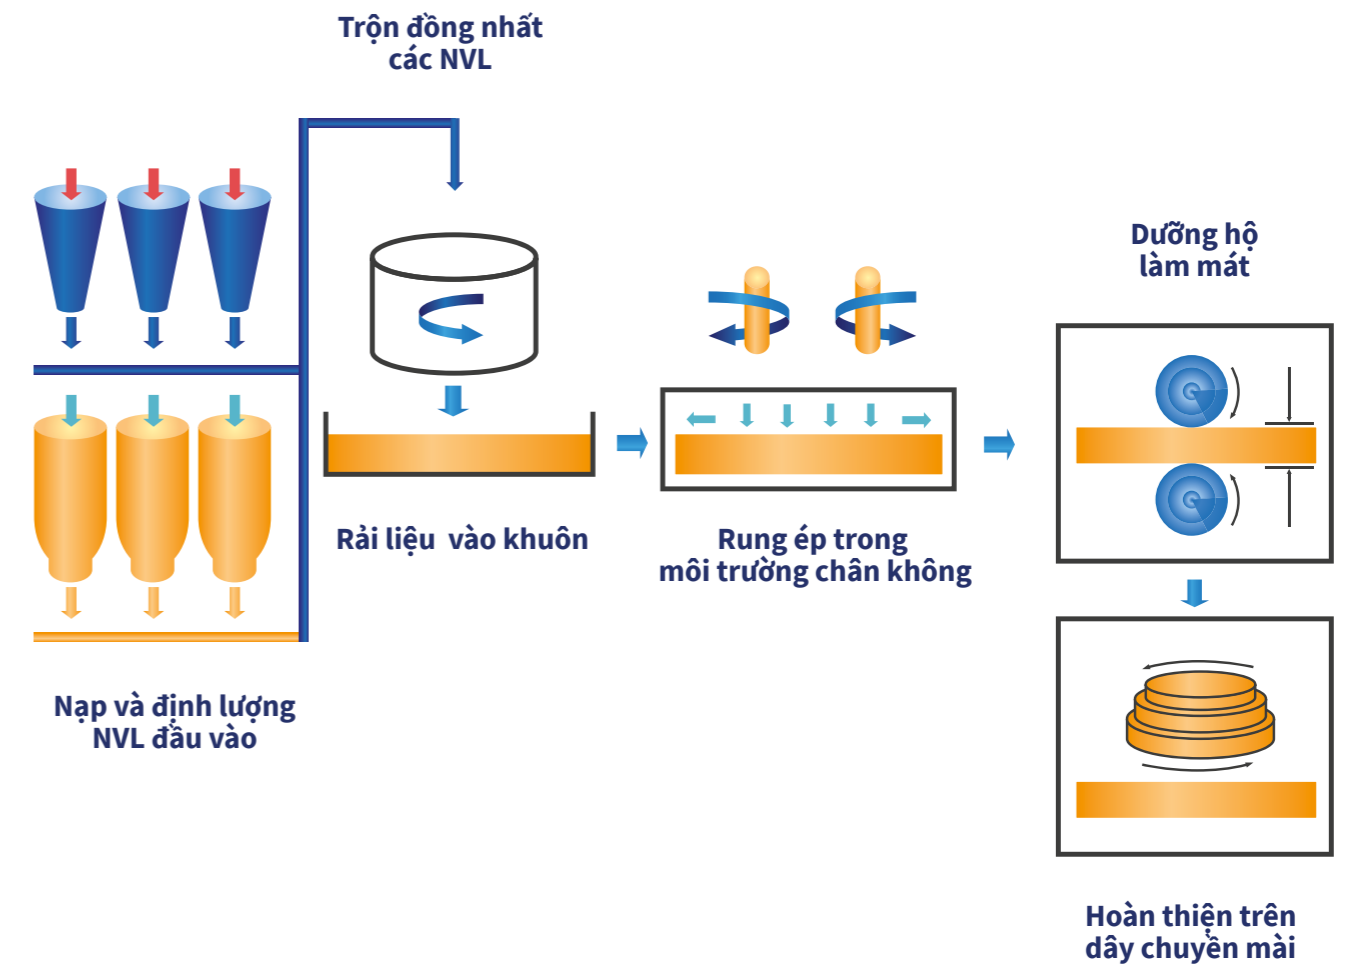 Trộn đồng nhất
các NVL
Nạp và định lượng
NVL đầu vào
Rải liệu vào khuôn
Rung ép trong
môi trường chân không
Dưỡng hộ
làm mát
Hoàn thiện trên
dây chuyền mài